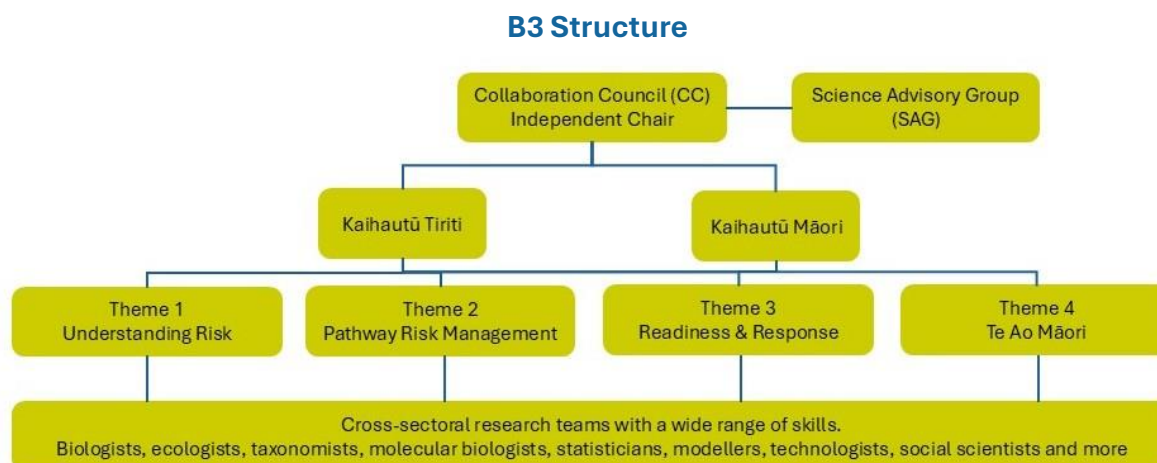 B3 Structure
Collaboration Council (CC)
Independent Chair
Science Advisory Group
(SAG)
Kaihautū Tiriti
Kaihautū Māori
Theme 1
Understanding Risk
Theme 2
Pathway Risk Management
Theme 3
Readiness & Response
Theme 4
Te Ao Māori
Cross-sectoral research teams with a wide range of skills.
Biologists, ecologists, taxonomists, molecular biologists, statisticians, modellers, technologists, social scientists and more